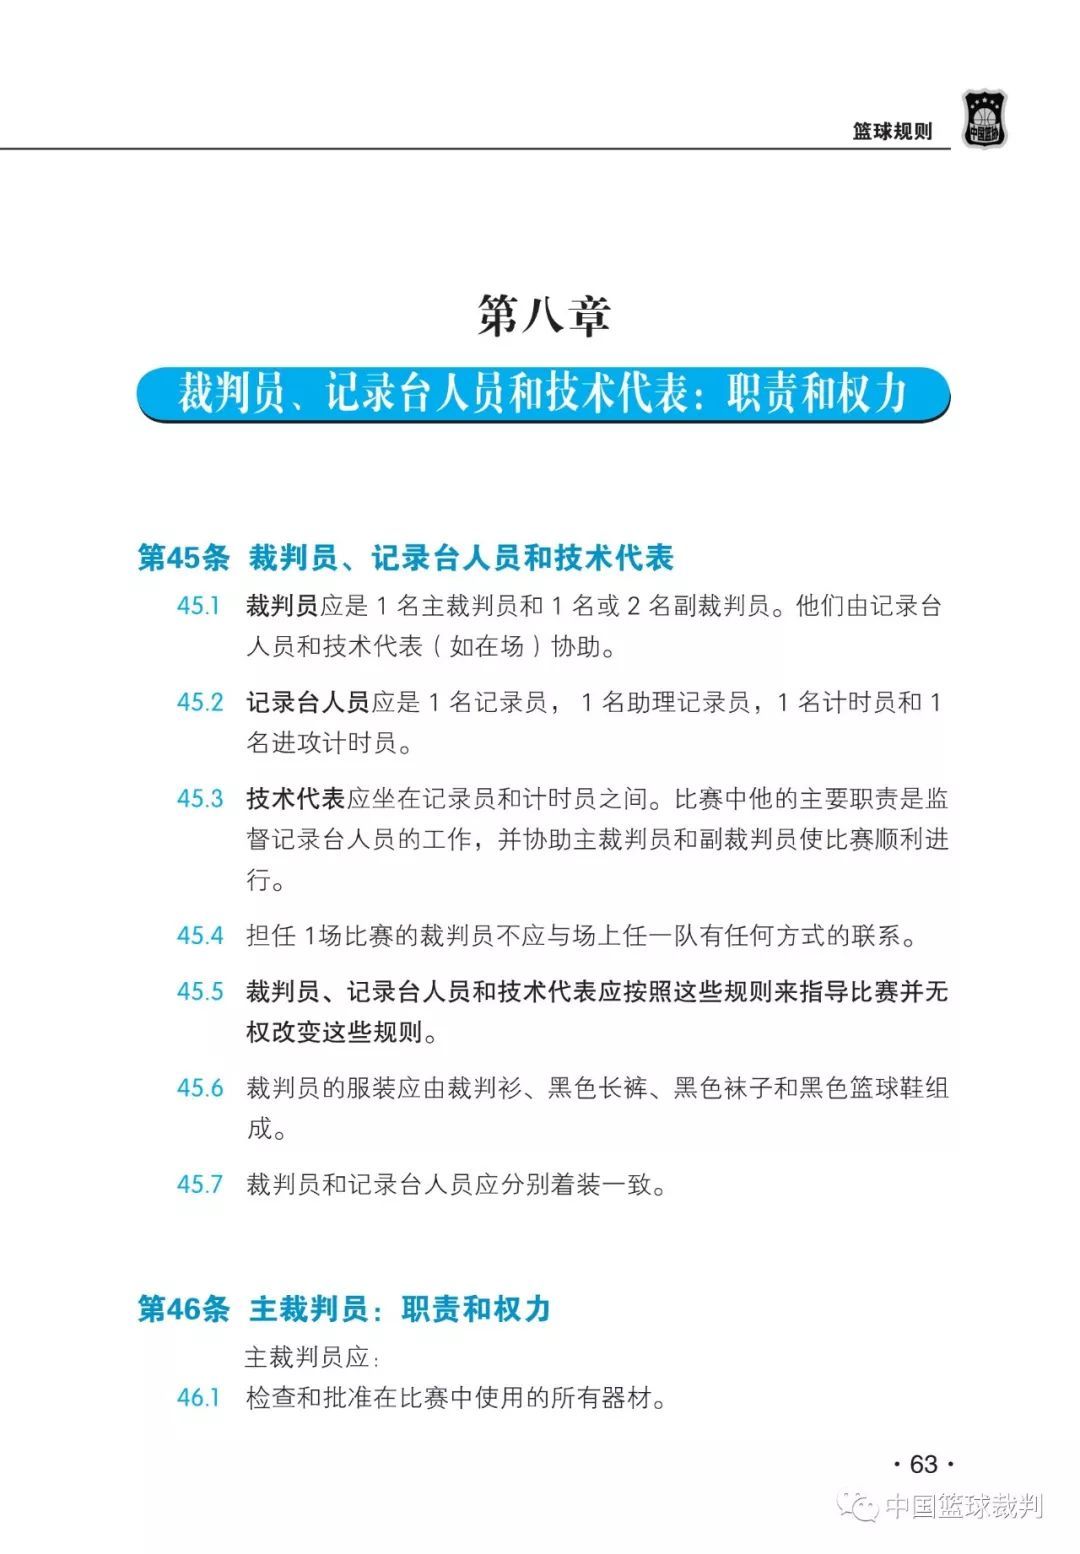 篮球规则
中国篮协
第八章
裁判员、记录台人员和技术代表：职责和权力
第45条 裁判员、记录台人员和技术代表
45.1 裁判员应是 1 名主裁判员和 1 名或 2 名副裁判员。他们由记录台
人员和技术代表（如在场）协助。
45.2 记录台人员应是 1 名记录员，1 名助理记录员，1 名计时员和 1
名进攻计时员。
45.3 技术代表应坐在记录员和计时员之间。比赛中他的主要职责是监
督记录台人员的工作，并协助主裁判员和副裁判员使比赛顺利进
行。
45.4 担任 1场比赛的裁判员不应与场上任一队有任何方式的联系。
45.5 裁判员、记录台人员和技术代表应按照这些规则来指导比赛并无
权改变这些规则。
45.6 裁判员的服装应由裁判衫、黑色长裤、黑色袜子和黑色篮球鞋组
成。
45.7 裁判员和记录台人员应分别着装一致。
第46条 主裁判员：职责和权力
主裁判员应：
46.1 检查和批准在比赛中使用的所有器材。
·63·
中国篮球裁判